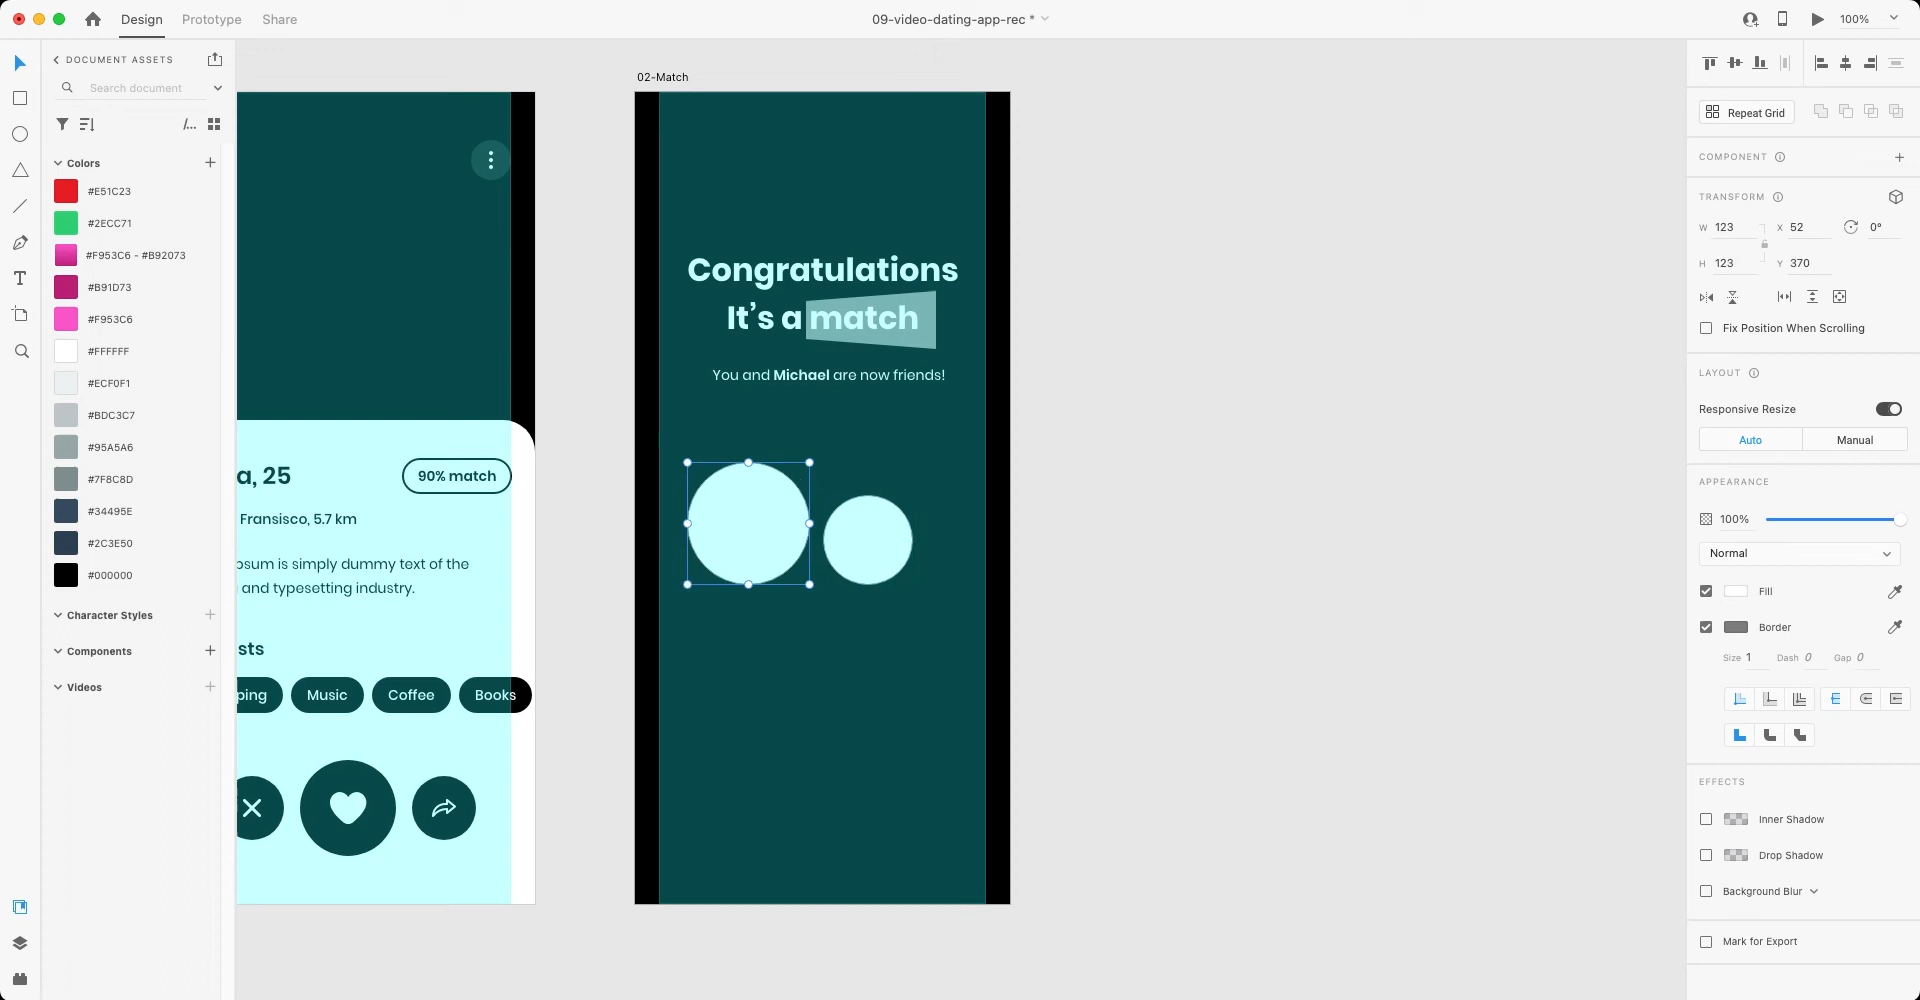 Design
Prototype
Share
09-video-dating-app-rec *
100%
DOCUMENT ASSETS
Search document
/...
Colors
#E51C23
#2ECC71
#F953C6 - #B92073
#B91D73
#F953C6
#FFFFFF
#ECF0F1
#BDC3C7
#95A5A6
#7F8C8D
#34495E
#2C3E50
#000000
Character Styles
Components
Videos
a, 25
90% match
Fransisco, 5.7 km
psum is simply dummy text of the
and typesetting industry.
sts
ping
Music
Coffee
Books
02-Match
Congratulations
It's a match
You and Michael are now friends!
Repeat Grid
COMPONENT
TRANSFORM
W 123
X 52
0°
H 123
Y 370
Fix Position When Scrolling
LAYOUT
Responsive Resize
Auto
Manual
APPEARANCE
100%
Normal
Fill
Border
Size 1
Dash 0
Gap 0
EFFECTS
Inner Shadow
Drop Shadow
Background Blur
Mark for Export